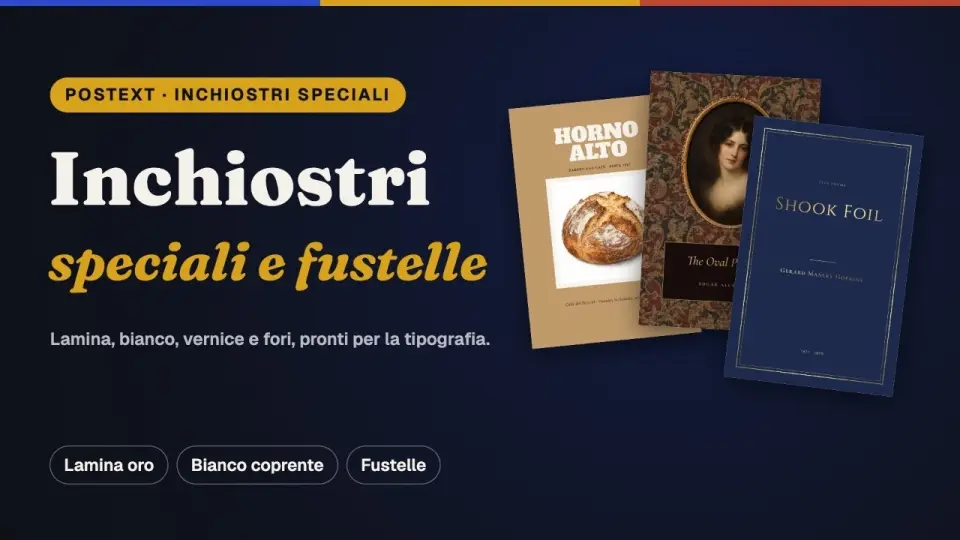 POSTEXT · INCHIOSTRI SPECIALI
Inchiostri
speciali e fustelle
Lamina, bianco, vernice e fori, pronti per la tipografia.
Lamina oro
Bianco coprente
Fustelle
HORNO
ALTO
The Oval
EDGAR
SHOOK FOIL
GERARD MANLEY HOPKINS